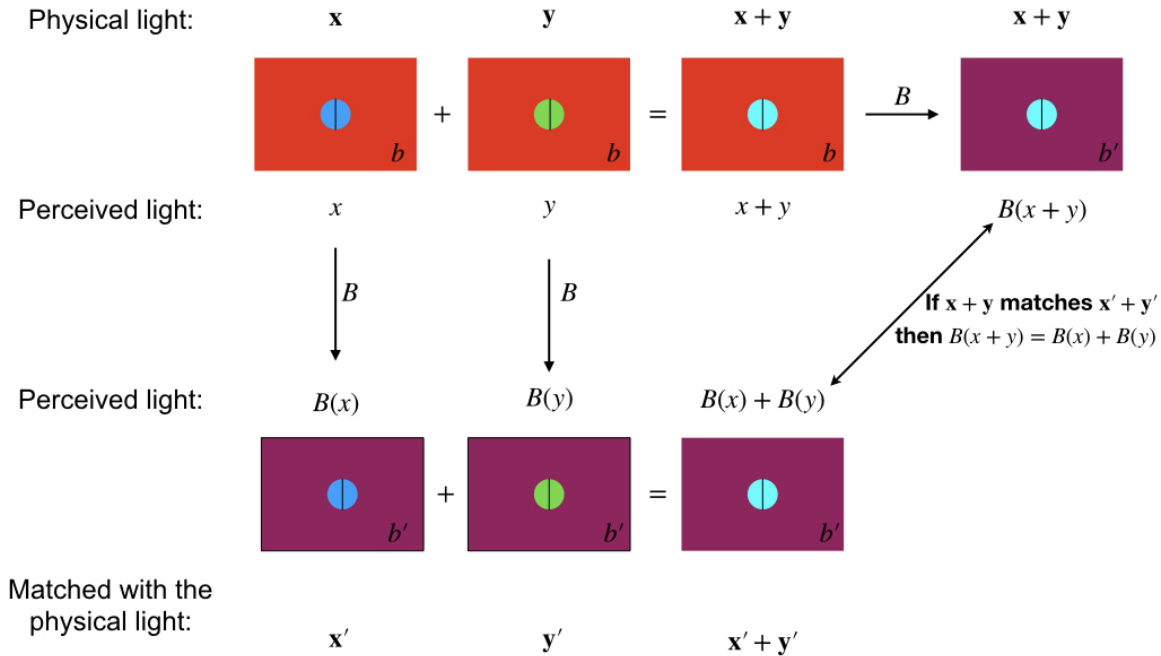 Physical light: 𝐱 𝐲 𝐱 + 𝐲 𝐱 + 𝐲
b + b = b B b′
Perceived light: x y x + y B(x + y)
B B
If 𝐱 + 𝐲 matches 𝐱′ + 𝐲′
then B(x + y) = B(x) + B(y)
Perceived light: B(x) B(y) B(x) + B(y)
b′ + b′ = b′
Matched with the
physical light:
𝐱′ 𝐲′ 𝐱′ + 𝐲′